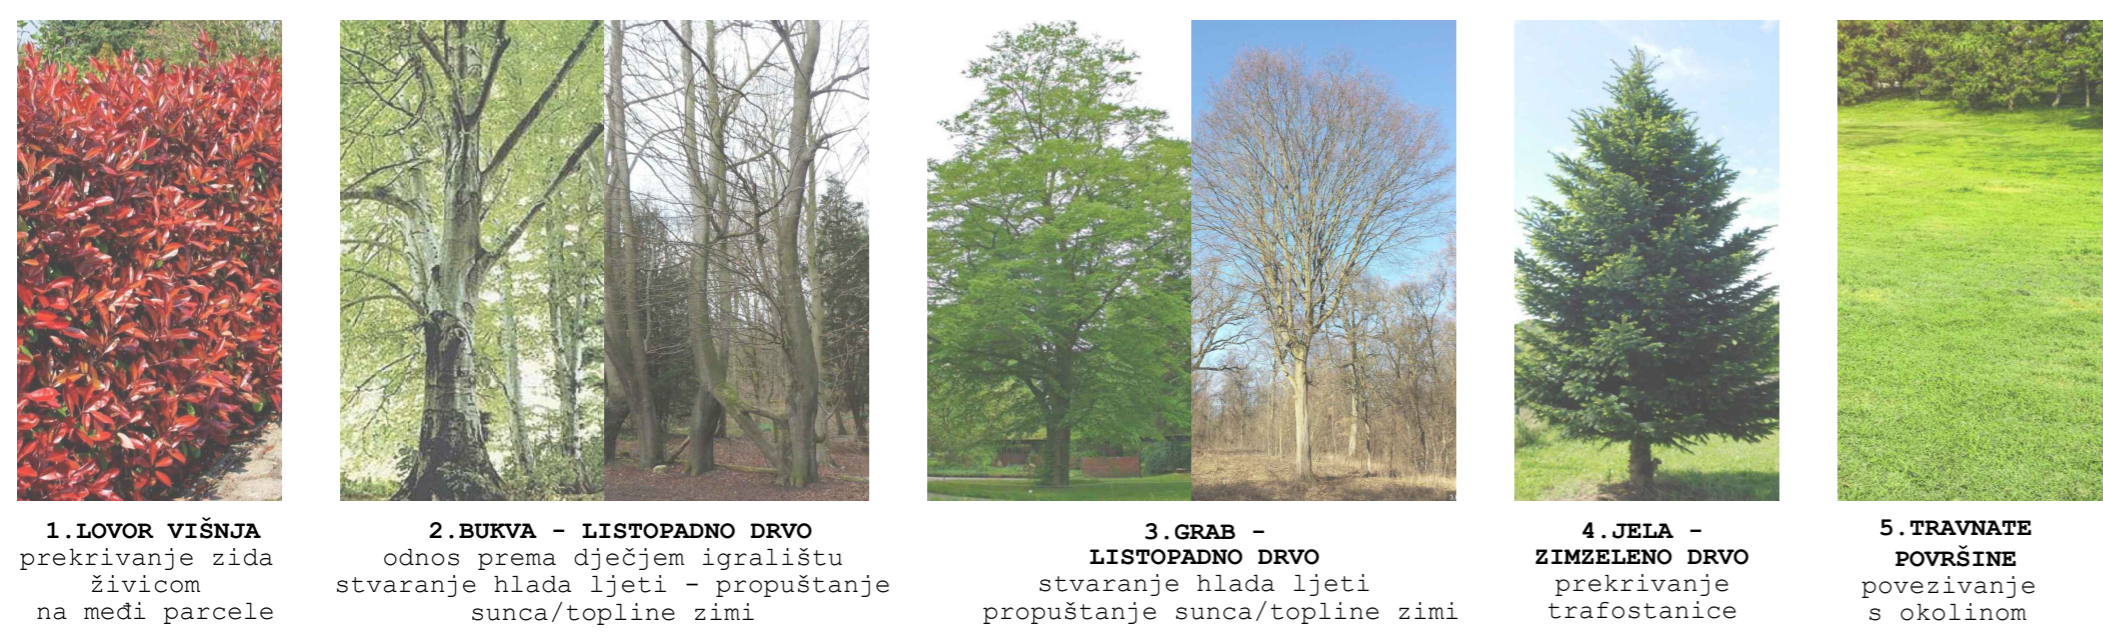 1.LOVOR VIŠNJA
prekrivanje zida
živicom
na međi parcele
2.BUKVA - LISTOPADNO DRVO
odnos prema dječjem igralištu
stvaranje hlada ljeti - propuštanje
sunca/topline zimi
3.GRAB -
LISTOPADNO DRVO
stvaranje hlada ljeti
propuštanje sunca/topline zimi
4.JELA -
ZIMZELENO DRVO
prekrivanje
trafostanice
5.TRAVNATE
POVRŠINE
povezivanje
s okolinom